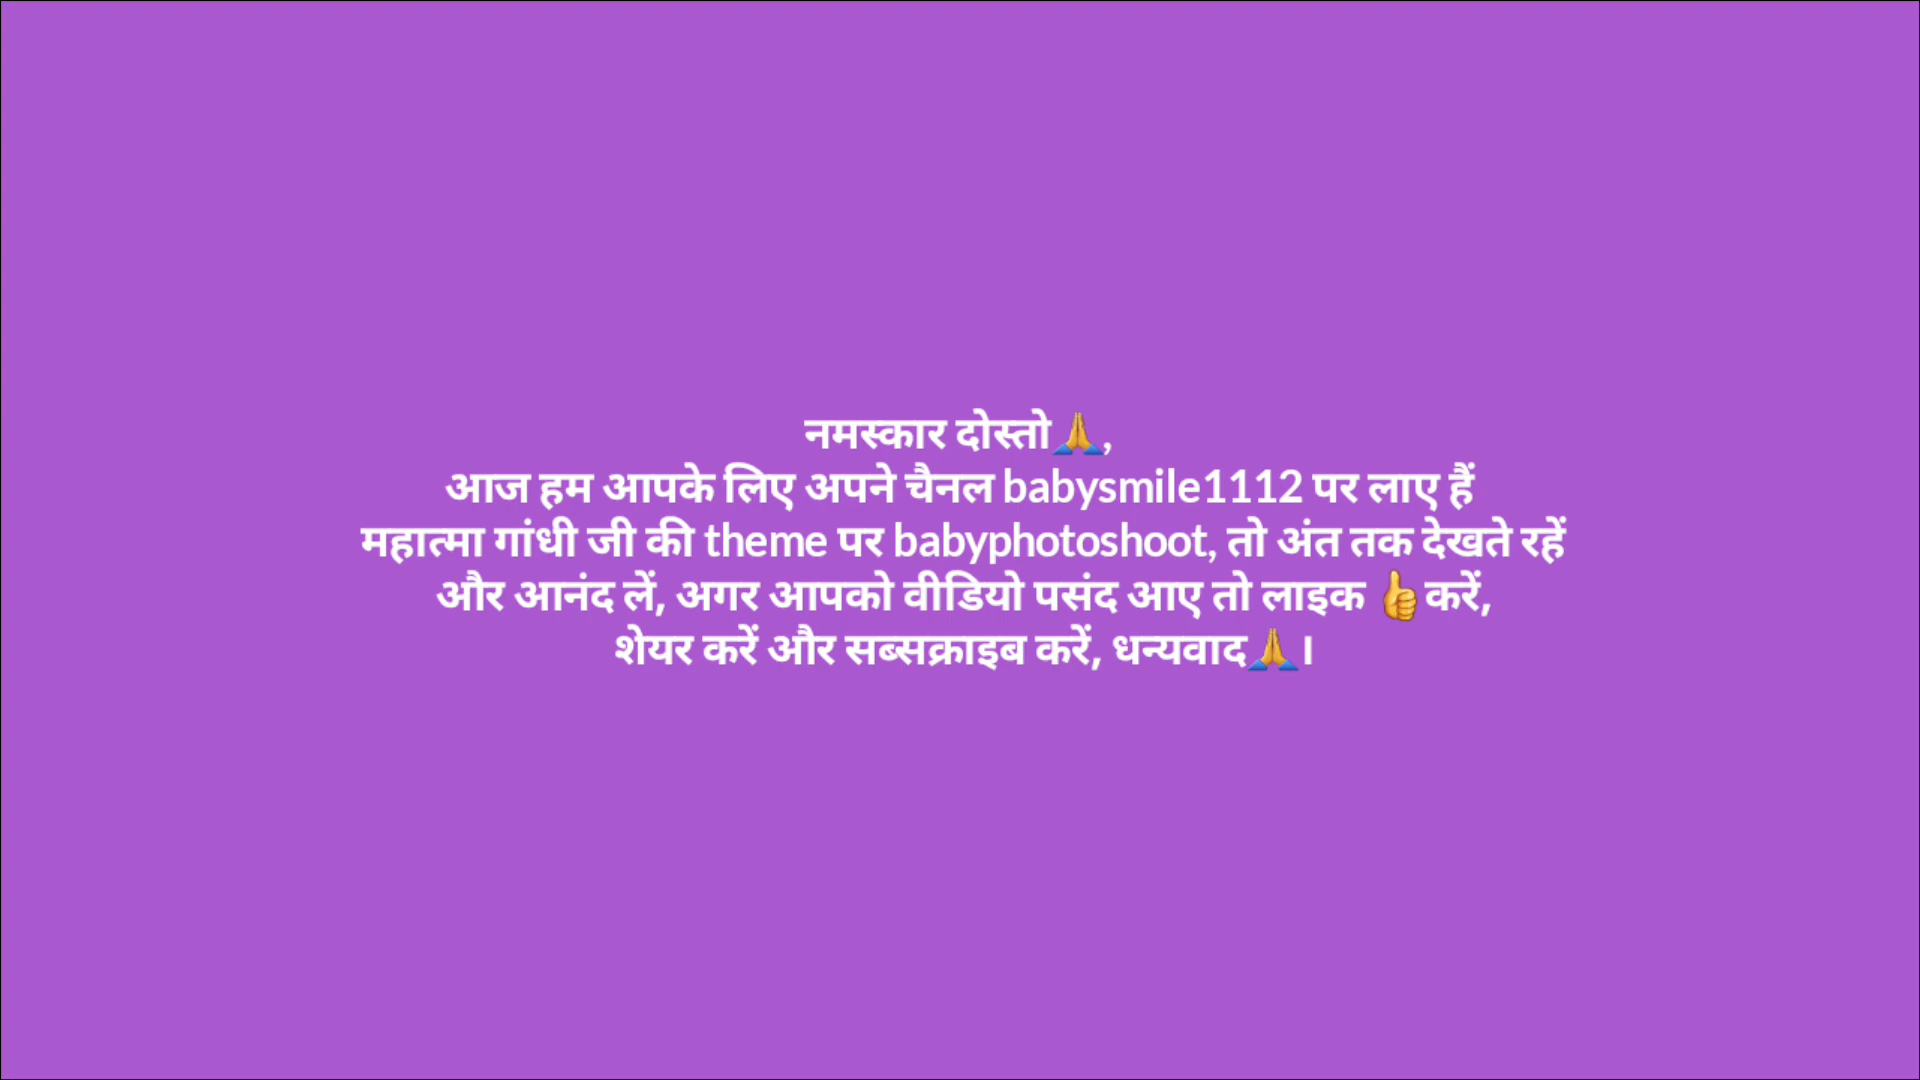 नमस्कार दोस्तो🙏,
आज हम आपके लिए अपने चैनल babysmile1112 पर लाए हैं
महात्मा गांधी जी की theme पर babyphotoshoot, तो अंत तक देखते रहें
और आनंद लें, अगर आपको वीडियो पसंद आए तो लाइक 👍करें,
शेयर करें और सब्सक्राइब करें, धन्यवाद🙏।